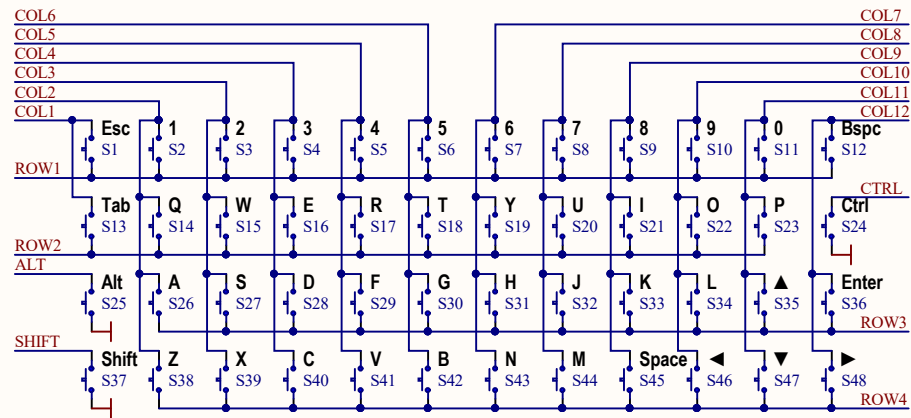 COL6 COL7
COL5 COL8
COL4 COL9
COL3 COL10
COL2 COL11
COL1 COL12
Esc 1 2 3 4 5 6 7 8 9 0 Bspc
S1 S2 S3 S4 S5 S6 S7 S8 S9 S10 S11 S12
ROW1
CTRL
Tab Q W E R T Y U I O P Ctrl
S13 S14 S15 S16 S17 S18 S19 S20 S21 S22 S23 S24
ROW2
ALT
Alt A S D F G H J K L ▲ Enter
S25 S26 S27 S28 S29 S30 S31 S32 S33 S34 S35 S36
ROW3
SHIFT
Shift Z X C V B N M Space ◄ ▼ ►
S37 S38 S39 S40 S41 S42 S43 S44 S45 S46 S47 S48
ROW4